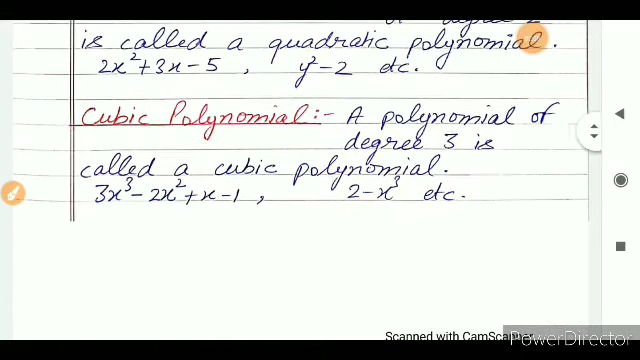 is called a quadratic polynomial.
2x²+3x-5, y²-2 etc.
Cubic Polynomial:- A polynomial of
degree 3 is
called a cubic polynomial.
3x³-2x²+x-1, 2-x³ etc.
Scanned with CamScanner
PowerDirector